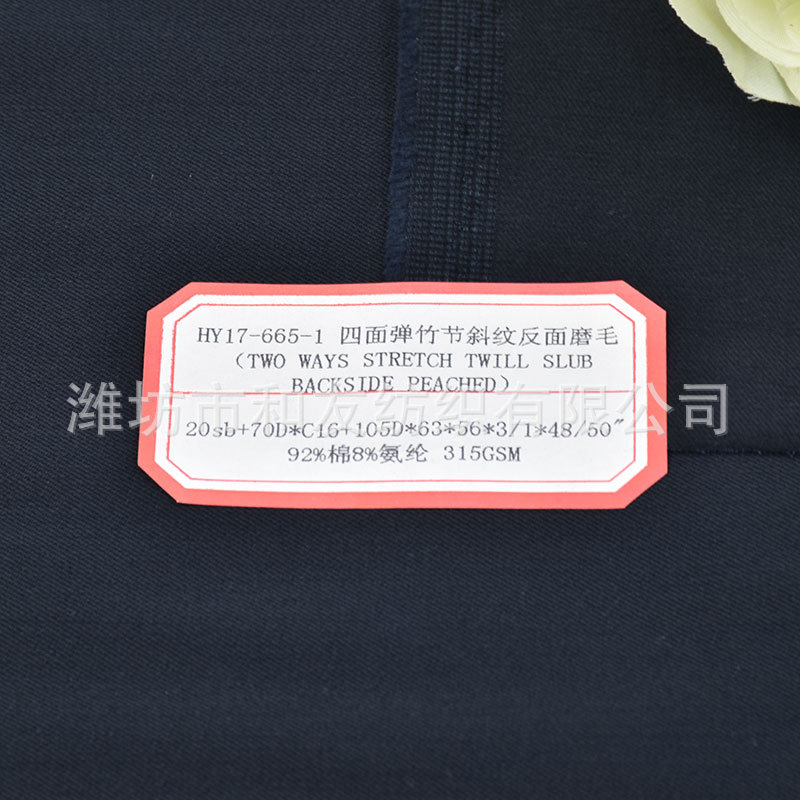 HY17-665-1 四面弹竹节斜纹反面磨毛
(TWO WAYS STRETCH TWILL SLUB
BACKSIDE PEACHED)
潍坊市和友纺织有限公司
20sb+70D*C16+105D*63*56*3/1*48/50"
92%棉8%氨纶 315GSM